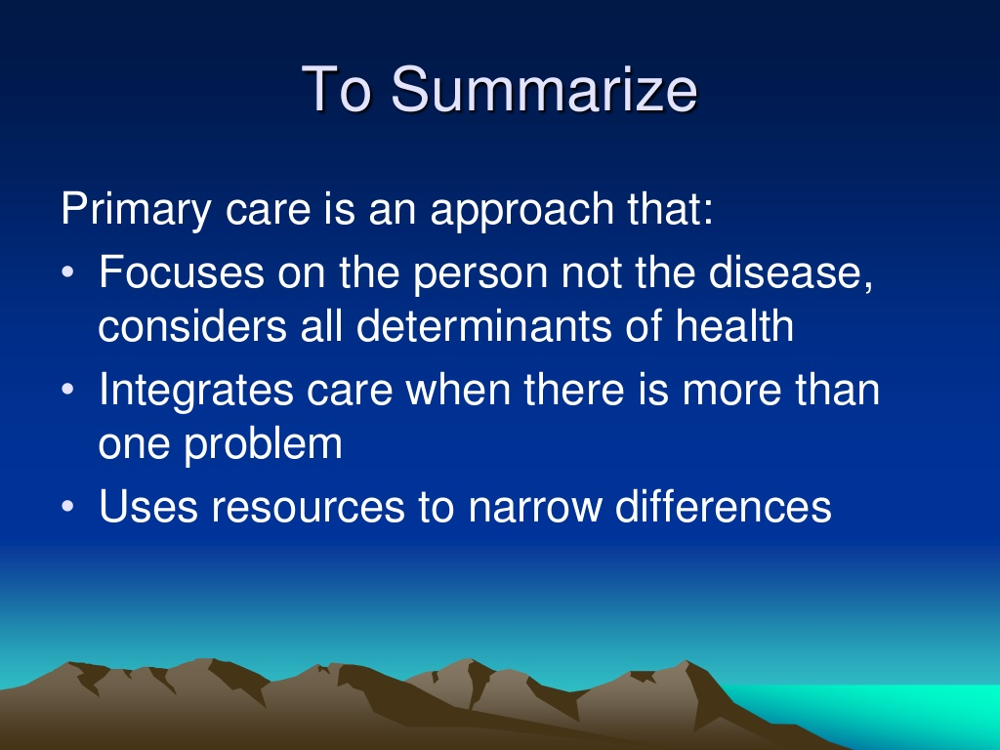 To Summarize
Primary care is an approach that:
• Focuses on the person not the disease,
considers all determinants of health
• Integrates care when there is more than
one problem
• Uses resources to narrow differences